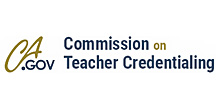 CA.GOV
Commission on
Teacher Credentialing